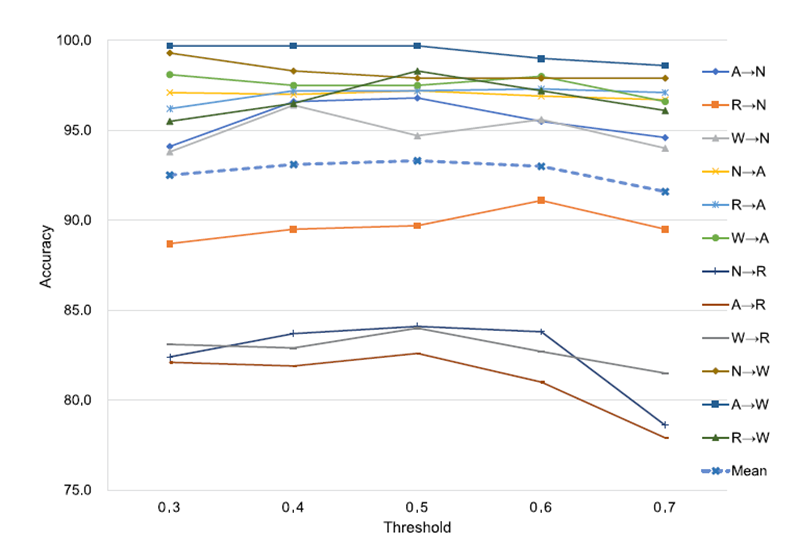 100.0
95.0
90.0
85.0
80.0
75.0
Accuracy
0,3
0,4
0,5
0,6
0,7
Threshold
A→N
R→N
W→N
N→A
R→A
W→A
N→R
A→R
W→R
N→W
A→W
R→W
Mean